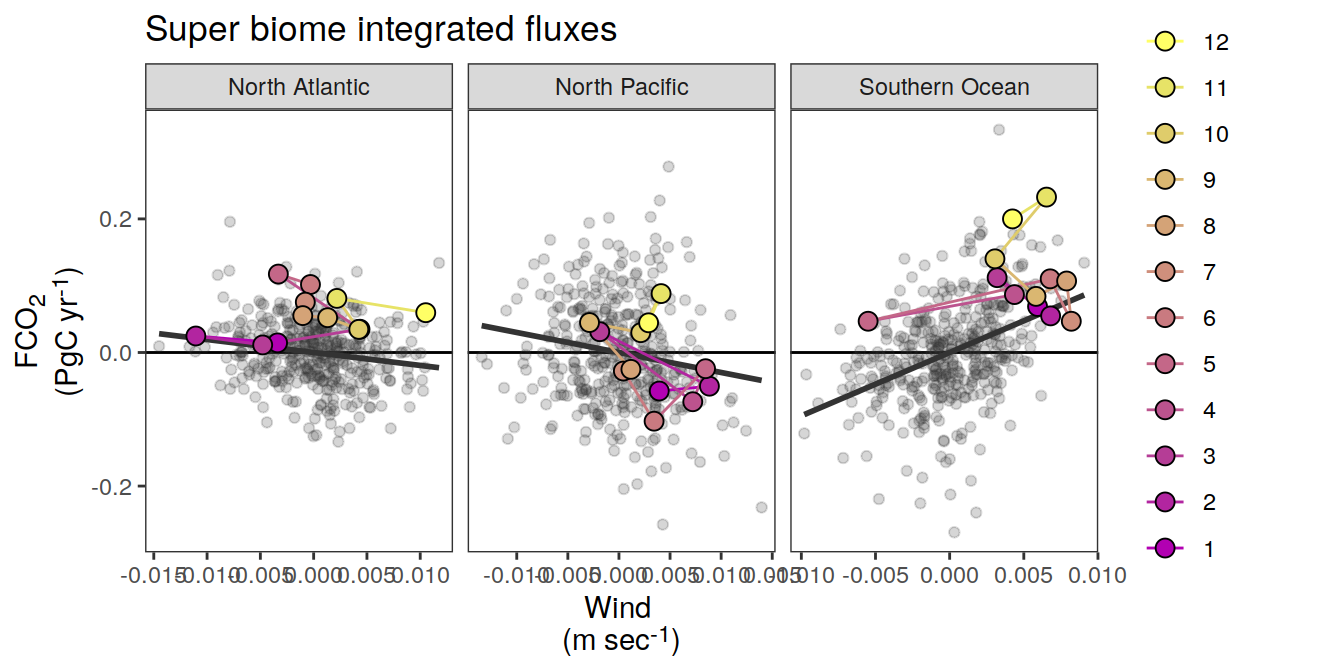 Super biome integrated fluxes
North Atlantic
North Pacific
Southern Ocean
FCO2
(PgC yr-1)
0.2
0.0
-0.2
-0.015 -0.010 -0.005 0.000 0.005 0.010
-0.010 -0.005 0.000 0.005 0.010 0.015
-0.010 -0.005 0.000 0.005 0.010
Wind
(m sec-1)
12
11
10
9
8
7
6
5
4
3
2
1